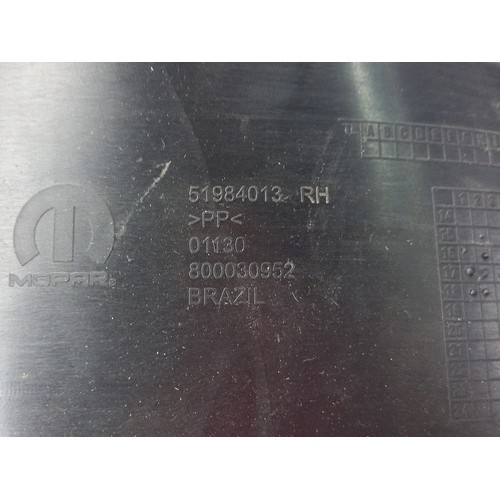 51984013 RH
>PP<
01130
800030952
BRAZIL
MOPAR